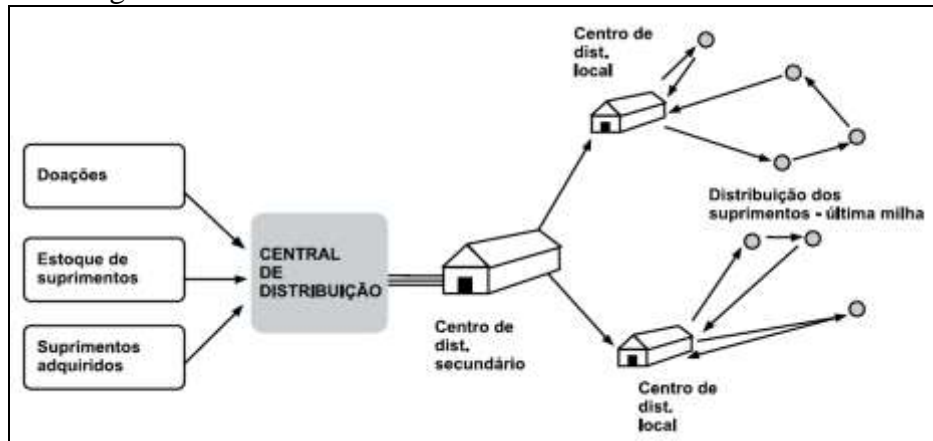 Doações
Estoque de
suprimentos
Suprimentos
adquiridos
CENTRAL
DE
DISTRIBUIÇÃO
Centro de
dist.
secundário
Centro de
dist.
local
Distribuição dos
suprimentos - última milha
Centro de
dist.
local